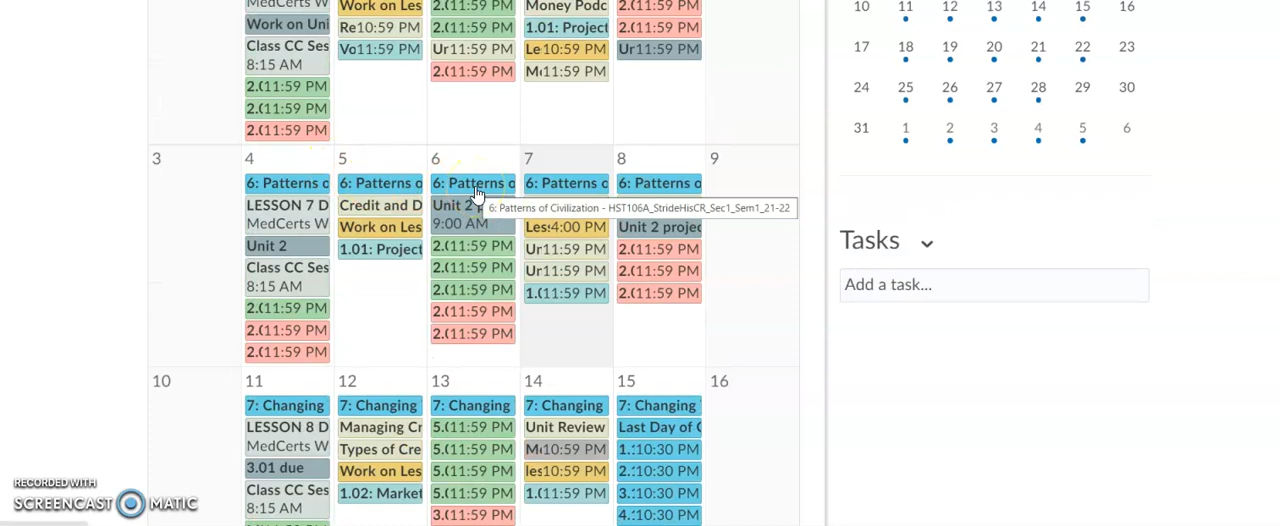 MedCerts W
Work on Uni
Class CC Ses
8:15 AM
2.(11:59 PM
2.(11:59 PM
2.(11:59 PM
Work on Les
Re10:59 PM
Vo11:59 PM
2.(11:59 PM
2.(11:59 PM
Ur11:59 PM
2.(11:59 PM
Money Podc
1.01: Project
Le10:59 PM
M(11:59 PM
2.(11:59 PM
2.(11:59 PM
Ur11:59 PM
3
4
6: Patterns o
LESSON 7 D
MedCerts W
Unit 2
Class CC Ses
8:15 AM
2.(11:59 PM
2.(11:59 PM
2.(11:59 PM
5
6: Patterns o
Credit and D
Work on Les
1.01: Project
6
6: Patterns o
Unit 2 p
9:00 AM
2.(11:59 PM
2.(11:59 PM
2.(11:59 PM
2.(11:59 PM
2.(11:59 PM
7
6: Patterns o
Les:4:00 PM
Ur11:59 PM
Ur11:59 PM
1.(11:59 PM
8
6: Patterns o
6: Patterns of Civilization - HST106A_StrideHisCR_Sec1_Sem1_21-22
Unit 2 projec
2.(11:59 PM
2.(11:59 PM
2.(11:59 PM
9
10
11
7: Changing
LESSON 8 D
MedCerts W
3.01 due
Class CC Ses
8:15 AM
12
7: Changing
Managing Cr
Types of Cre
Work on Les
1.02: Market
13
7: Changing
5.(11:59 PM
5.(11:59 PM
5.(11:59 PM
5.(11:59 PM
3.(11:59 PM
14
7: Changing
Unit Review
M(10:59 PM
les10:59 PM
1.(11:59 PM
15
7: Changing
Last Day of C
1.:10:30 PM
2.:10:30 PM
3.:10:30 PM
4.:10:30 PM
16
10 11 12 13 14 15 16
17 18 19 20 21 22 23
24 25 26 27 28 29 30
31 1 2 3 4 5 6
Tasks
Add a task...
RECORDED WITH
SCREENCAST MATIC